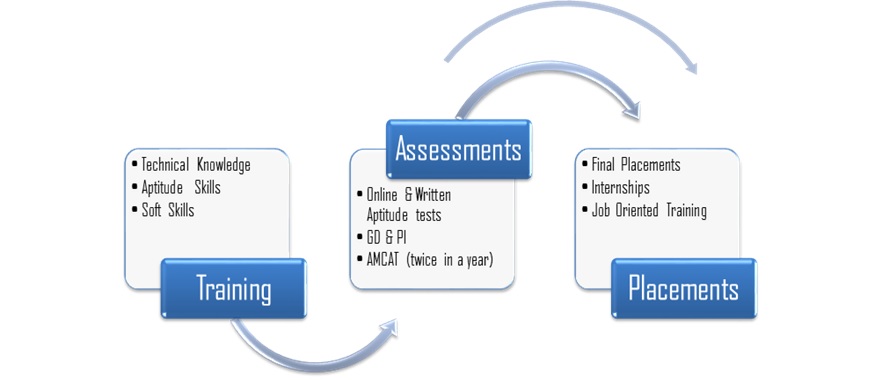 • Technical Knowledge
• Aptitude Skills
• Soft Skills
Training
Assessments
• Online & Written
Aptitude tests
• GD & PI
• AMCAT (twice in a year)
• Final Placements
• Internships
• Job Oriented Training
Placements